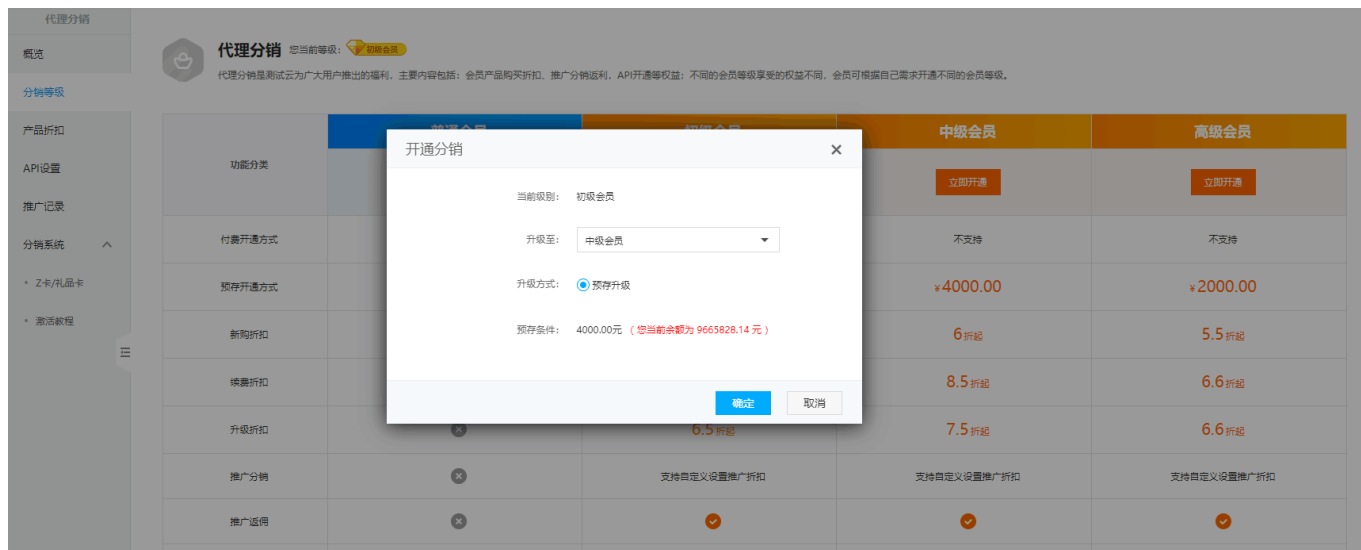 代理分销
概览
分销等级
产品折扣
API设置
推广记录
分销系统
Z卡/礼品卡
激活教程
代理分销 您当前等级: 初级会员
代理分销是测试云为广大用户推出的福利，主要内容包括：会员产品购买折扣、推广分销返利，API开通等权益；不同的会员等级享受的权益不同，会员可根据自己需求开通不同的会员等级。
功能分类
普通会员 初级会员 中级会员 高级会员
立即开通 立即开通
付费开通方式 不支持 不支持
预存开通方式 ¥4000.00 ¥2000.00
新购折扣 6折起 5.5折起
续费折扣 8.5折起 6.6折起
升级折扣 6.5折起 7.5折起 6.6折起
推广分销 支持自定义设置推广折扣 支持自定义设置推广折扣 支持自定义设置推广折扣
推广返佣
开通分销
当前级别: 初级会员
升级至: 中级会员
升级方式: 预存升级
预存条件: 4000.00元 ( 您当前余额为 9665828.14 元 )
确定 取消